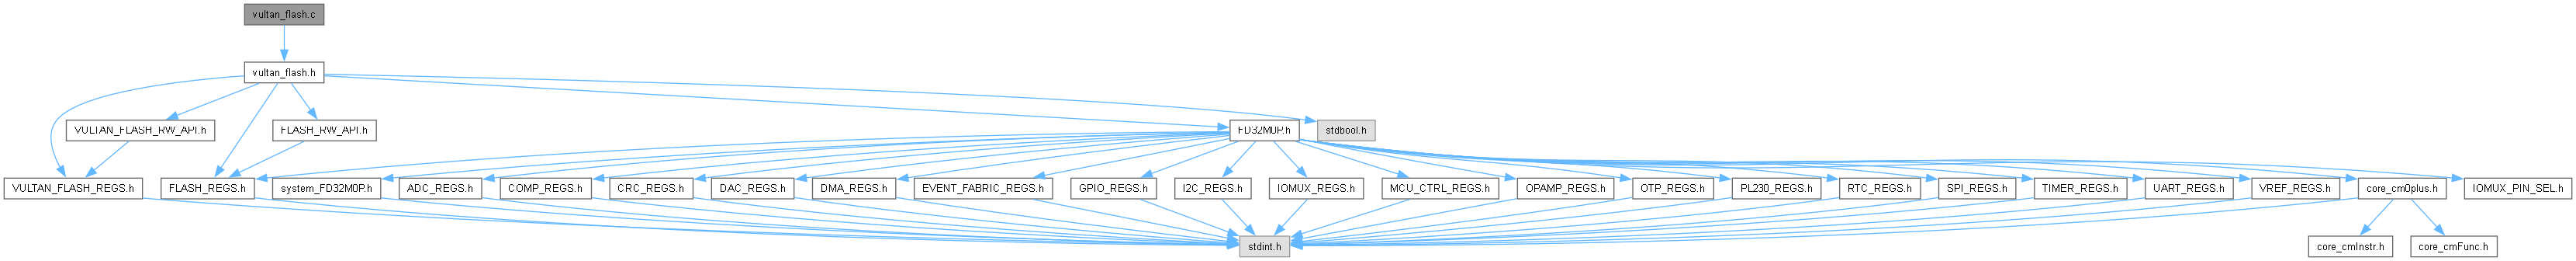 vultan_flash.c
vultan_flash.h
VULTAN_FLASH_RW_API.h
FLASH_RW_API.h
FD32M0P.h
stdbool.h
VULTAN_FLASH_REGS.h
FLASH_REGS.h
system_FD32M0P.h
ADC_REGS.h
COMP_REGS.h
CRC_REGS.h
DAC_REGS.h
DMA_REGS.h
EVENT_FABRIC_REGS.h
GPIO_REGS.h
I2C_REGS.h
IOMUX_REGS.h
MCU_CTRL_REGS.h
OPAMP_REGS.h
OTP_REGS.h
PL230_REGS.h
RTC_REGS.h
SPI_REGS.h
TIMER_REGS.h
UART_REGS.h
VREF_REGS.h
core_cm0plus.h
IOMUX_PIN_SEL.h
stdint.h
core_cmInstr.h
core_cmFunc.h